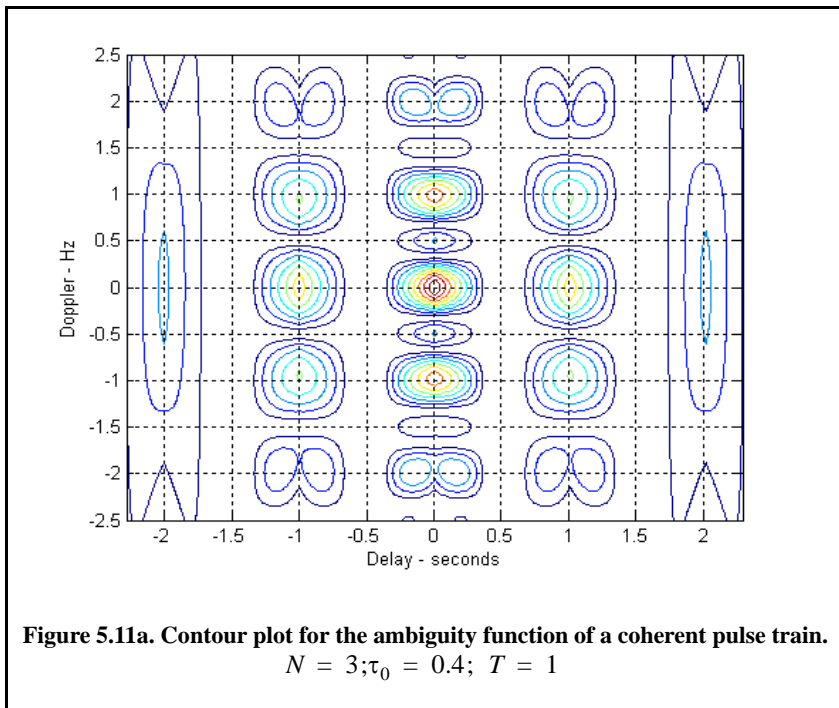 2.5
2
1.5
1
0.5
0
-0.5
-1
-1.5
-2
-2.5
Doppler - Hz
-2 -1.5 -1 -0.5 0 0.5 1 1.5 2
Delay - seconds
Figure 5.11a. Contour plot for the ambiguity function of a coherent pulse train.
N = 3;τ₀ = 0.4; T = 1